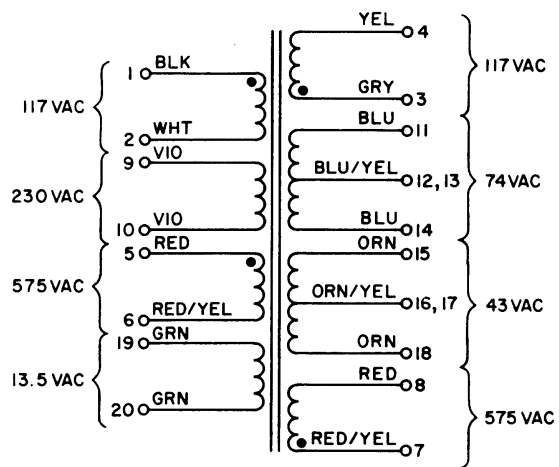 1 BLK
117 VAC
2 WHT
9 VIO
230 VAC
10 VIO
5 RED
575 VAC
6 RED/YEL
19 GRN
13.5 VAC
20 GRN
YEL 4
117 VAC
GRY 3
BLU 11
BLU/YEL 12, 13
74 VAC
BLU 14
ORN 15
ORN/YEL 16, 17
43 VAC
ORN 18
RED 8
575 VAC
RED/YEL 7